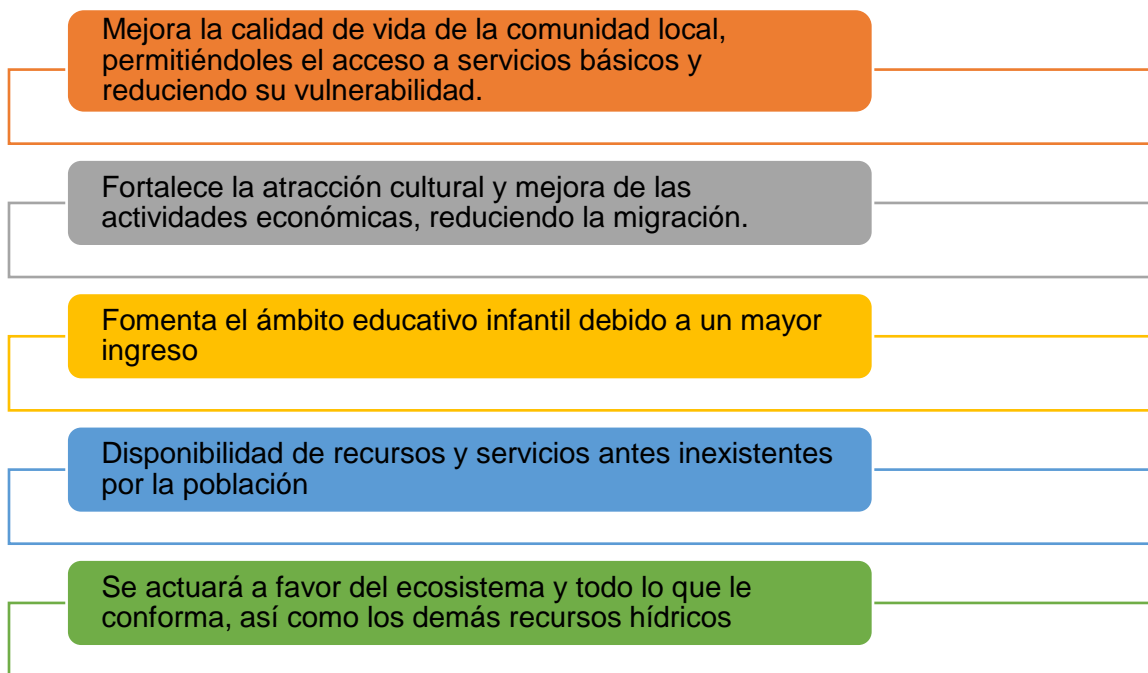 Mejora la calidad de vida de la comunidad local,
permitiéndoles el acceso a servicios básicos y
reduciendo su vulnerabilidad.
Fortalece la atracción cultural y mejora de las
actividades económicas, reduciendo la migración.
Fomenta el ámbito educativo infantil debido a un mayor
ingreso
Disponibilidad de recursos y servicios antes inexistentes
por la población
Se actuará a favor del ecosistema y todo lo que le
conforma, así como los demás recursos hídricos